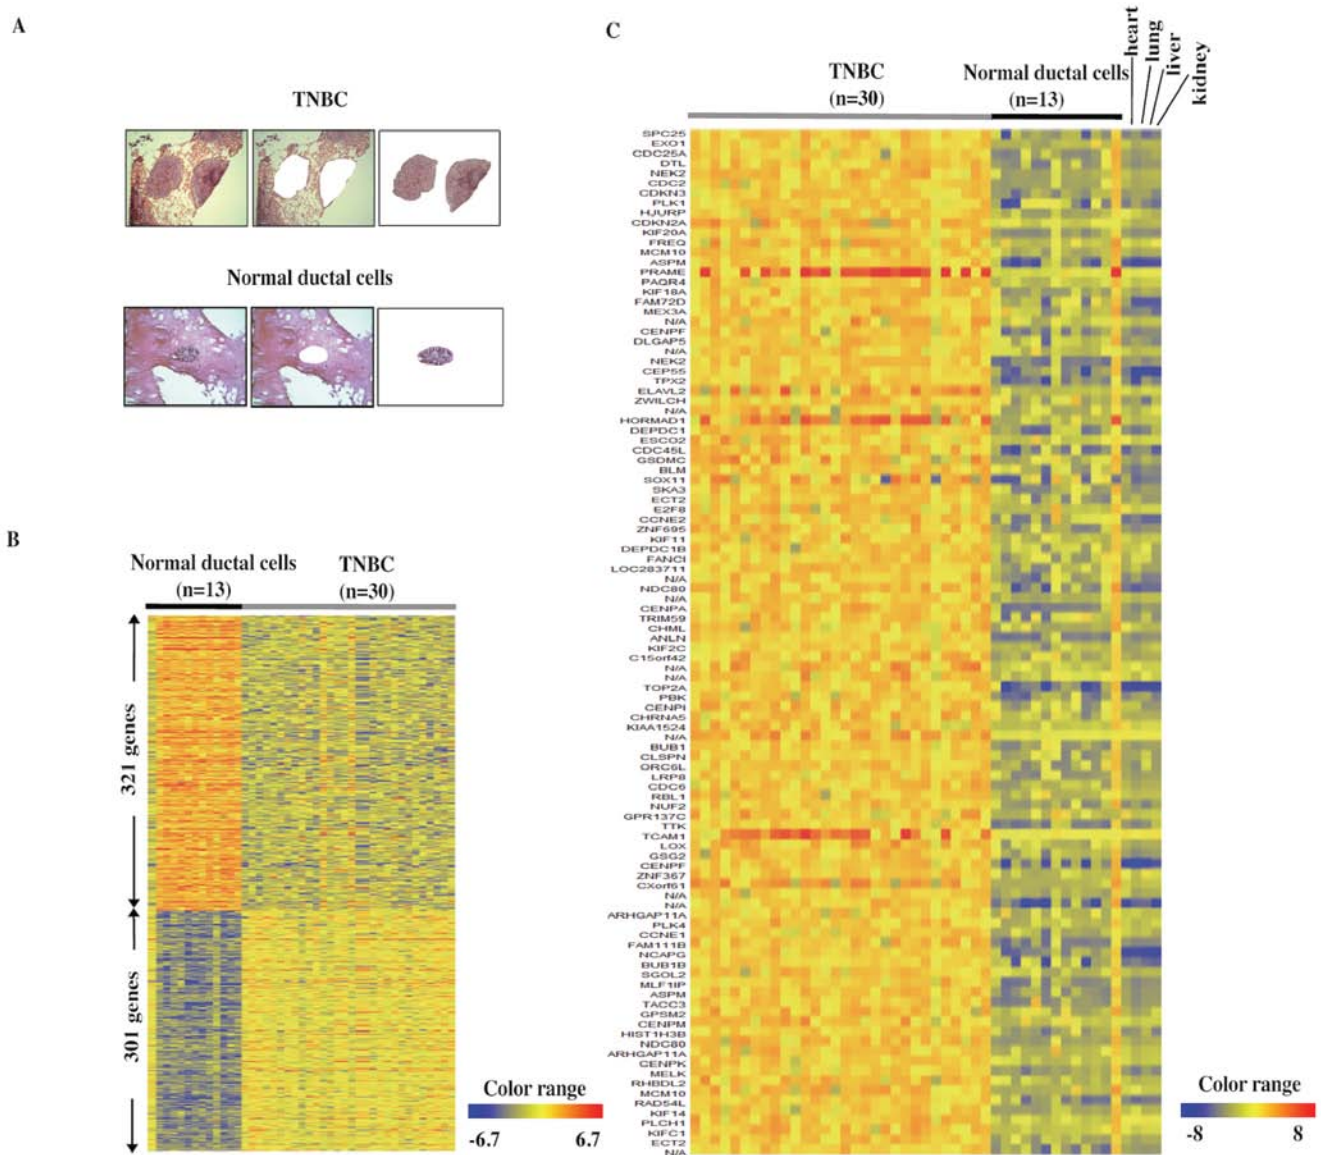 A
TNBC
Normal ductal cells
B
Normal ductal cells
(n=13)
TNBC
(n=30)
321 genes
301 genes
Color range
-6.7
6.7
C
TNBC
(n=30)
Normal ductal cells
(n=13)
heart
lung
liver
kidney
SPC25
EXO1
CDC25A
DTL
NEK2
CDC2
CDKN3
PLK1
HJURP
CDKN2A
KIF20A
FREQ
MCM10
ASPM
PRAME
PAQR4
KIF18A
FAM72D
MEX3A
N/A
CENPF
DLGAP5
N/A
NEK2
CEP55
TPX2
ELAVL2
ZWILCH
N/A
HORMAD1
DEPDC1
ESCO2
CDC45L
GSDMC
BLM
SOX11
SKA3
ECT2
E2F8
CCNE2
ZNF695
KIF11
DEPDC1B
FANCI
LOC283711
N/A
NDC80
N/A
CENPA
TRIM59
CHML
ANLN
KIF2C
C15orf42
N/A
N/A
TOP2A
PBK
CENPI
CHRNA5
KIAA1524
N/A
BUB1
CLSPN
ORC6L
LRP8
CDC6
RBL1
NUF2
GPR137C
TTK
TCAM1
LOX
GSG2
CENPF
ZNF367
CXorf61
N/A
N/A
ARHGAP11A
PLK4
CCNE1
FAM111B
NCAPG
BUB1B
SGOL2
MLF1IP
ASPM
TACC3
GPSM2
CENPM
HIST1H3B
NDC80
ARHGAP11A
CENPK
MELK
RHBDL2
MCM10
RAD54L
KIF14
PLCH1
KIFC1
ECT2
N/A
Color range
-8
8